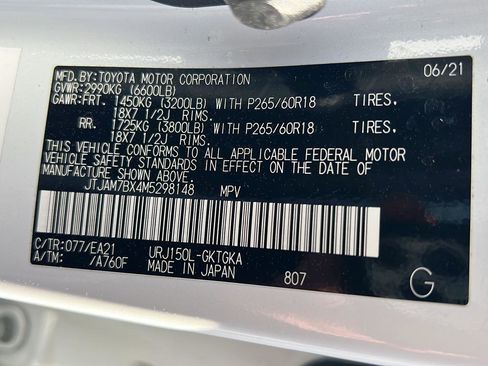 MFD.BY:TOYOTA MOTOR CORPORATION 06/21
GVWR:2990KG (6600LB)
GAWR:FRT. 1450KG (3200LB) WITH P265/60R18 TIRES,
18X7 1/2J RIMS.
RR. 1725KG (3800LB) WITH P265/60R18 TIRES,
18X7 1/2J RIMS.
THIS VEHICLE CONFORMS TO ALL APPLICABLE FEDERAL MOTOR
VEHICLE SAFETY STANDARDS IN EFFECT ON THE DATE OF
MANUFACTURE SHOWN ABOVE.
JTJAM7BX4M5298148 MPV
C/TR:077/EA21 URJ150L-GKTGKA
A/TM: /A760F MADE IN JAPAN 807 G